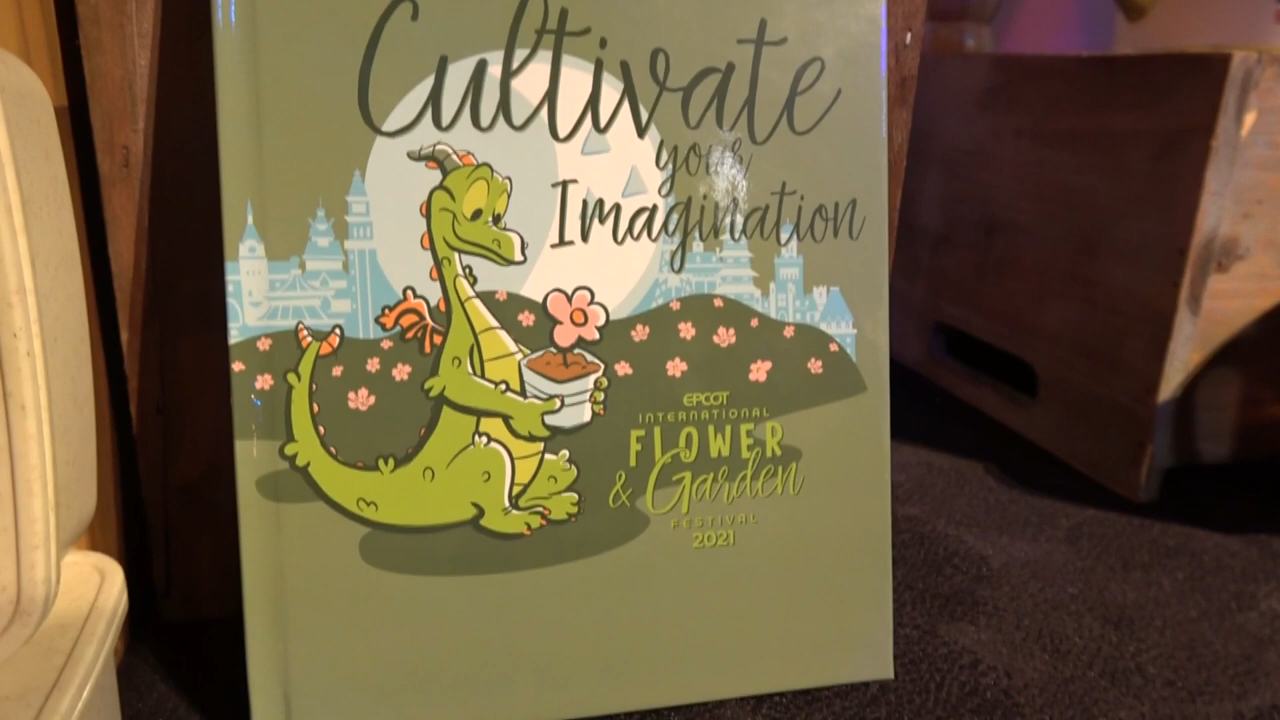 Cultivate
your
Imagination
EPCOT
INTERNATIONAL
FLOWER
& Garden
FESTIVAL
2021